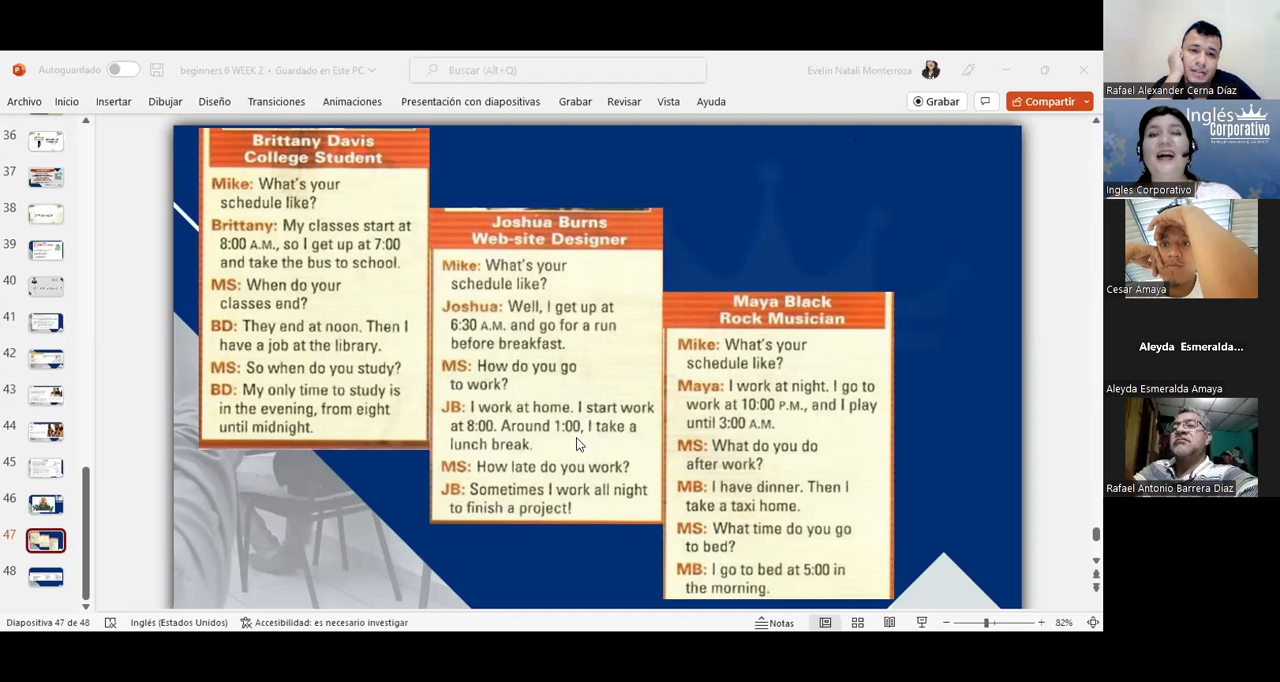 Autoguardado
beginners 6 WEEK 2 • Guardado en Este PC
Buscar (Alt+Q)
Evelin Natali Monterroza
Archivo Inicio Insertar Dibujar Diseño Transiciones Animaciones Presentación con diapositivas Grabar Revisar Vista Ayuda
Grabar
Compartir
36
37
38
39
40
41
42
43
44
45
46
47
48
Brittany Davis
College Student
Mike: What's your
schedule like?
Brittany: My classes start at
8:00 A.M., so I get up at 7:00
and take the bus to school.
MS: When do your
classes end?
BD: They end at noon. Then I
have a job at the library.
MS: So when do you study?
BD: My only time to study is
in the evening, from eight
until midnight.
Joshua Burns
Web-site Designer
Mike: What's your
schedule like?
Joshua: Well, I get up at
6:30 A.M. and go for a run
before breakfast.
MS: How do you go
to work?
JB: I work at home. I start work
at 8:00. Around 1:00, I take a
lunch break.
MS: How late do you work?
JB: Sometimes I work all night
to finish a project!
Maya Black
Rock Musician
Mike: What's your
schedule like?
Maya: I work at night. I go to
work at 10:00 P.M., and I play
until 3:00 A.M.
MS: What do you do
after work?
MB: I have dinner. Then I
take a taxi home.
MS: What time do you go
to bed?
MB: I go to bed at 5:00 in
the morning.
Diapositiva 47 de 48
Inglés (Estados Unidos)
Accesibilidad: es necesario investigar
Notas
82%
Rafael Alexander Cerna Díaz
Inglés
Corporativo
Ingles Corporativo
Cesar Amaya
Aleyda Esmeralda...
Aleyda Esmeralda Amaya
Rafael Antonio Barrera Diaz